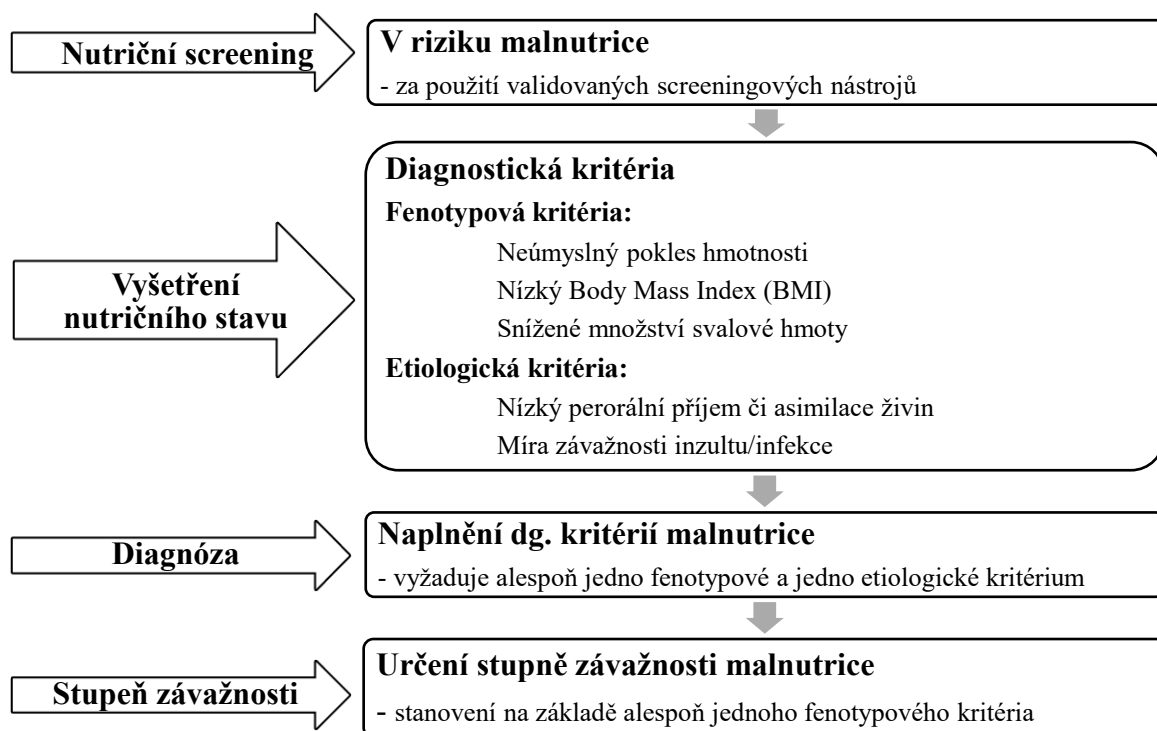 Nutriční screening
V riziku malnutrice
- za použití validovaných screeningových nástrojů
Vyšetření
nutričního stavu
Diagnostická kritéria
Fenotypová kritéria:
Neúmyslný pokles hmotnosti
Nízký Body Mass Index (BMI)
Snížené množství svalové hmoty
Etiologická kritéria:
Nízký perorální příjem či asimilace živin
Míra závažnosti inzultu/infekce
Diagnóza
Naplnění dg. kritérií malnutrice
- vyžaduje alespoň jedno fenotypové a jedno etiologické kritérium
Stupeň závažnosti
Určení stupně závažnosti malnutrice
- stanovení na základě alespoň jednoho fenotypového kritéria